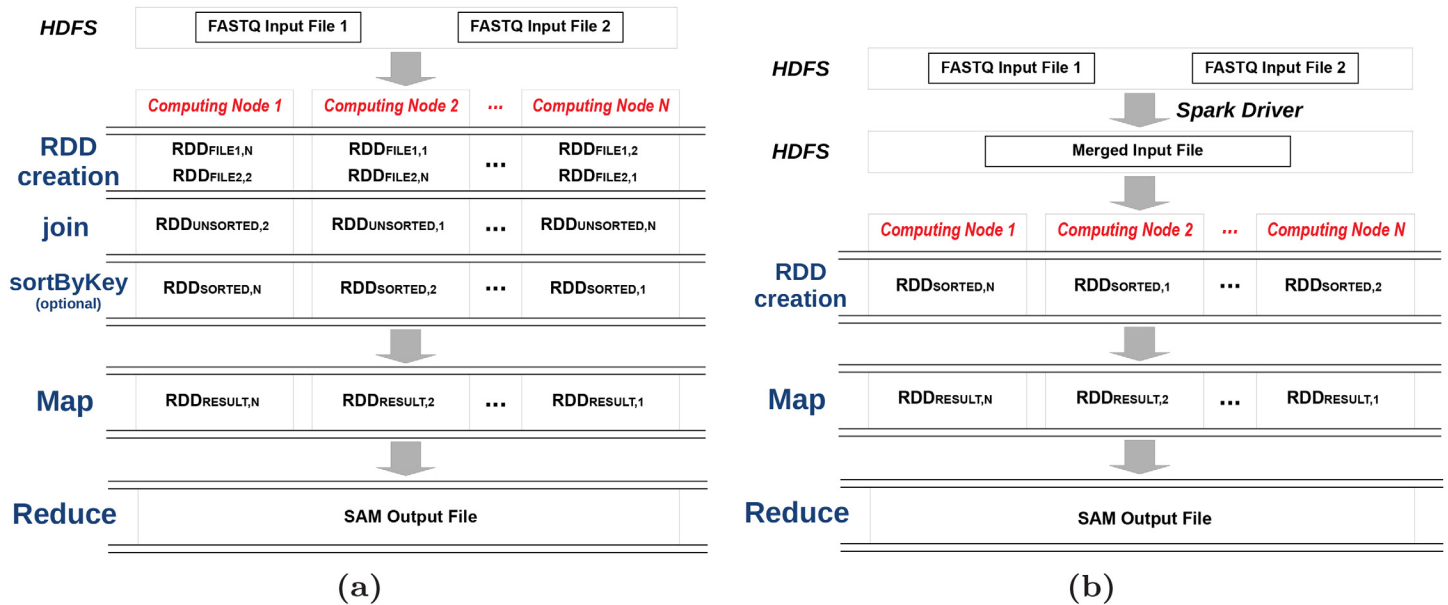 HDFS
FASTQ Input File 1
FASTQ Input File 2
Computing Node 1
Computing Node 2
...
Computing Node N
RDD
creation
RDDFILE1,N
RDDFILE1,1
RDDFILE1,2
...
RDDFILE2,2
RDDFILE2,N
RDDFILE2,1
join
RDDUNSORTED,2
RDDUNSORTED,1
...
RDDUNSORTED,N
sortByKey
(optional)
RDDSORTED,N
RDDSORTED,2
...
RDDSORTED,1
Map
RDDRESULT,N
RDDRESULT,2
...
RDDRESULT,1
Reduce
SAM Output File
(a)
HDFS
FASTQ Input File 1
FASTQ Input File 2
Spark Driver
HDFS
Merged Input File
Computing Node 1
Computing Node 2
...
Computing Node N
RDD
creation
RDDSORTED,N
RDDSORTED,1
...
RDDSORTED,2
Map
RDDRESULT,N
RDDRESULT,2
...
RDDRESULT,1
Reduce
SAM Output File
(b)